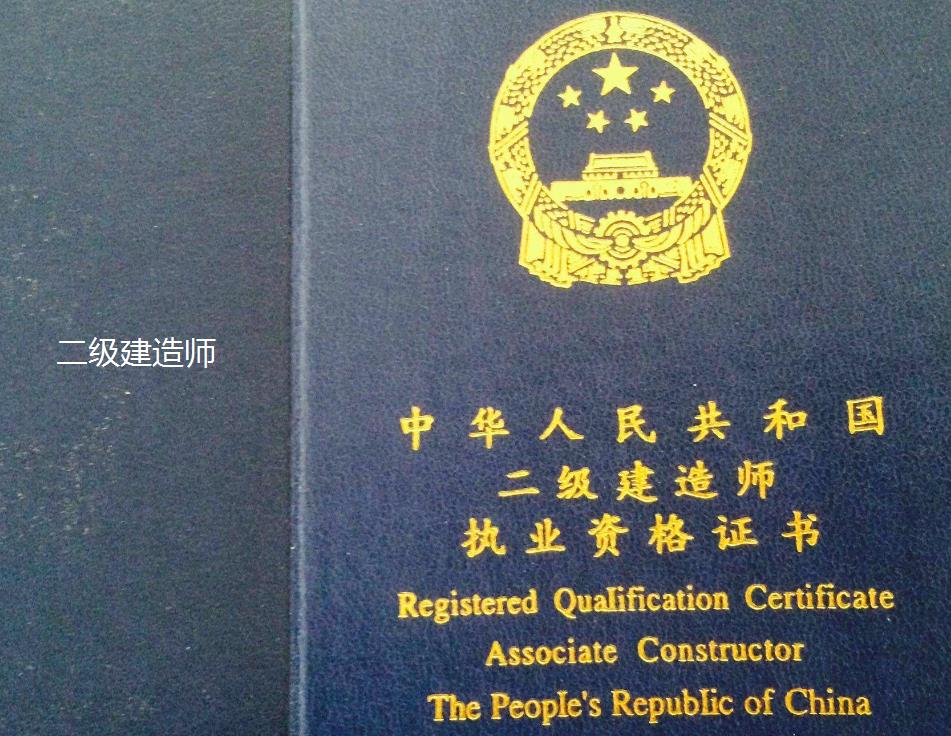 二级建造师
中华人民共和国
二级建造师
执业资格证书
Registered Qualification Certificate
Associate Constructor
The People's Republic of China